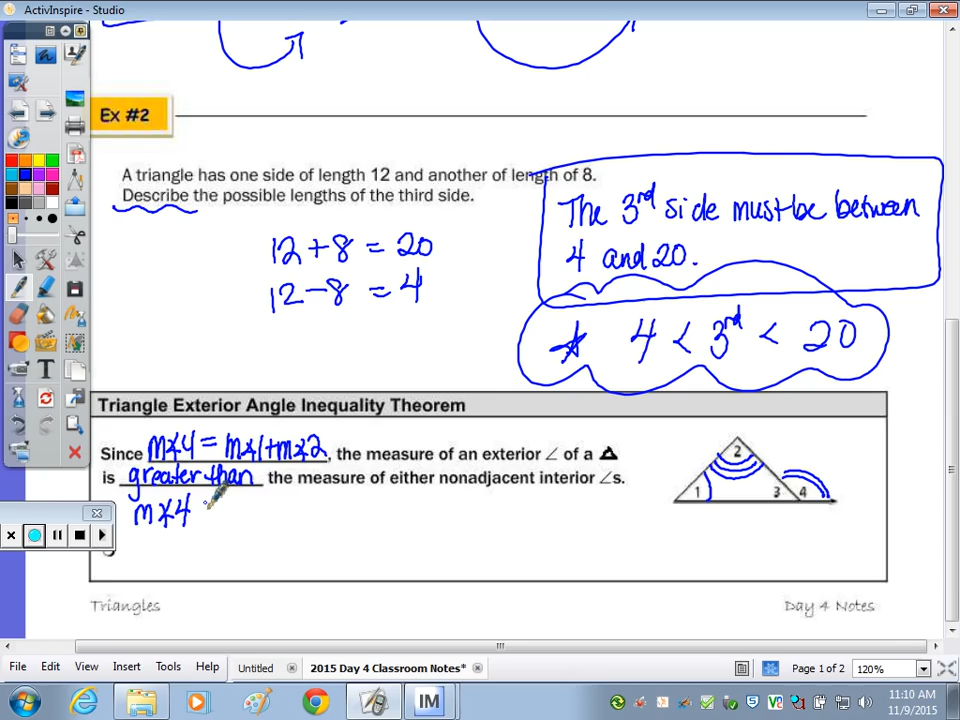 ActivInspire
Ex #2
A triangle has one side of length 12 and another of length of 8.
Describe the possible lengths of the third side.
12 + 8 = 20
12 - 8 = 4
The 3rd side must be between
4 and 20.
* 4 < 3rd < 20
Triangle Exterior Angle Inequality Theorem
Since m∡4 = m∡1 + m∡2, the measure of an exterior ∠ of a △
is greater than the measure of either nonadjacent interior ∠s.
m∡4
2
1 3 4
Triangles Day 4 Notes
File Edit View Insert Tools Help Untitled 2015 Day 4 Classroom Notes* Page 1 of 2 120%
IM
11:10 AM
11/9/2015